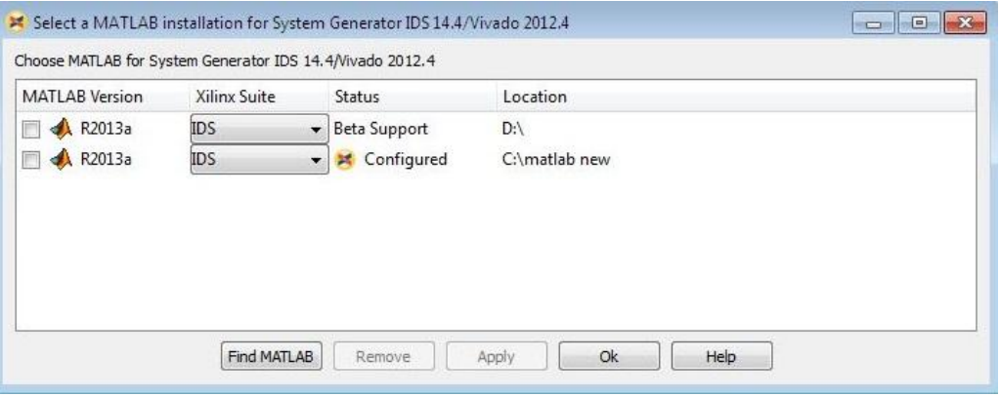 Select a MATLAB installation for System Generator IDS 14.4/Vivado 2012.4
Choose MATLAB for System Generator IDS 14.4/Vivado 2012.4
MATLAB Version Xilinx Suite Status Location
R2013a IDS Beta Support D:\
R2013a IDS Configured C:\matlab new
Find MATLAB Remove Apply Ok Help